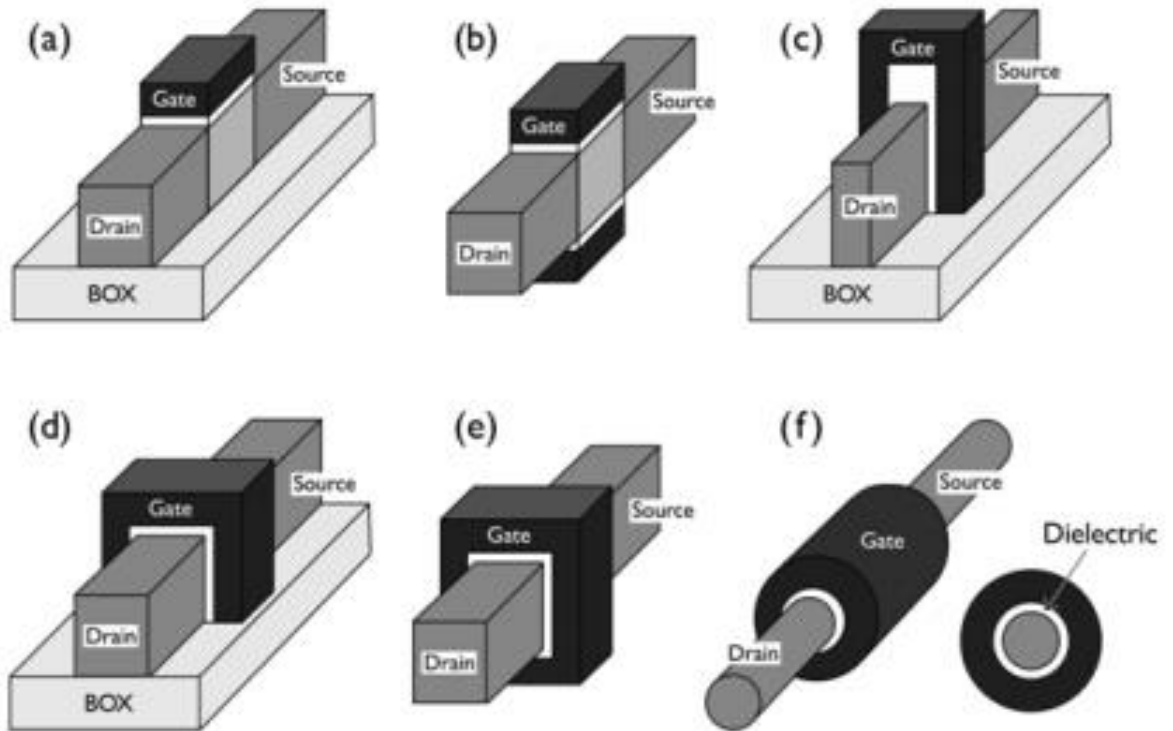 (a)
Gate
Source
Drain
BOX
(b)
Gate
Source
Drain
(c)
Gate
Source
Drain
BOX
(d)
Gate
Source
Drain
BOX
(e)
Gate
Source
Drain
(f)
Source
Gate
Dielectric
Drain